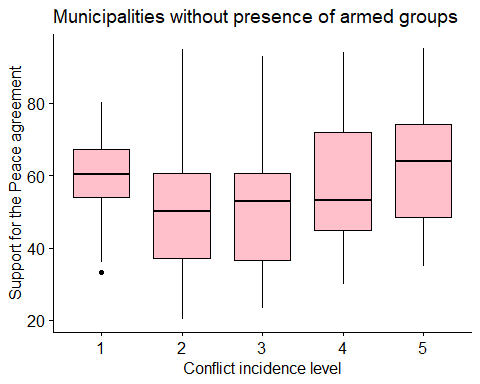 Municipalities without presence of armed groups
Support for the Peace agreement
80
60
40
20
1 2 3 4 5
Conflict incidence level